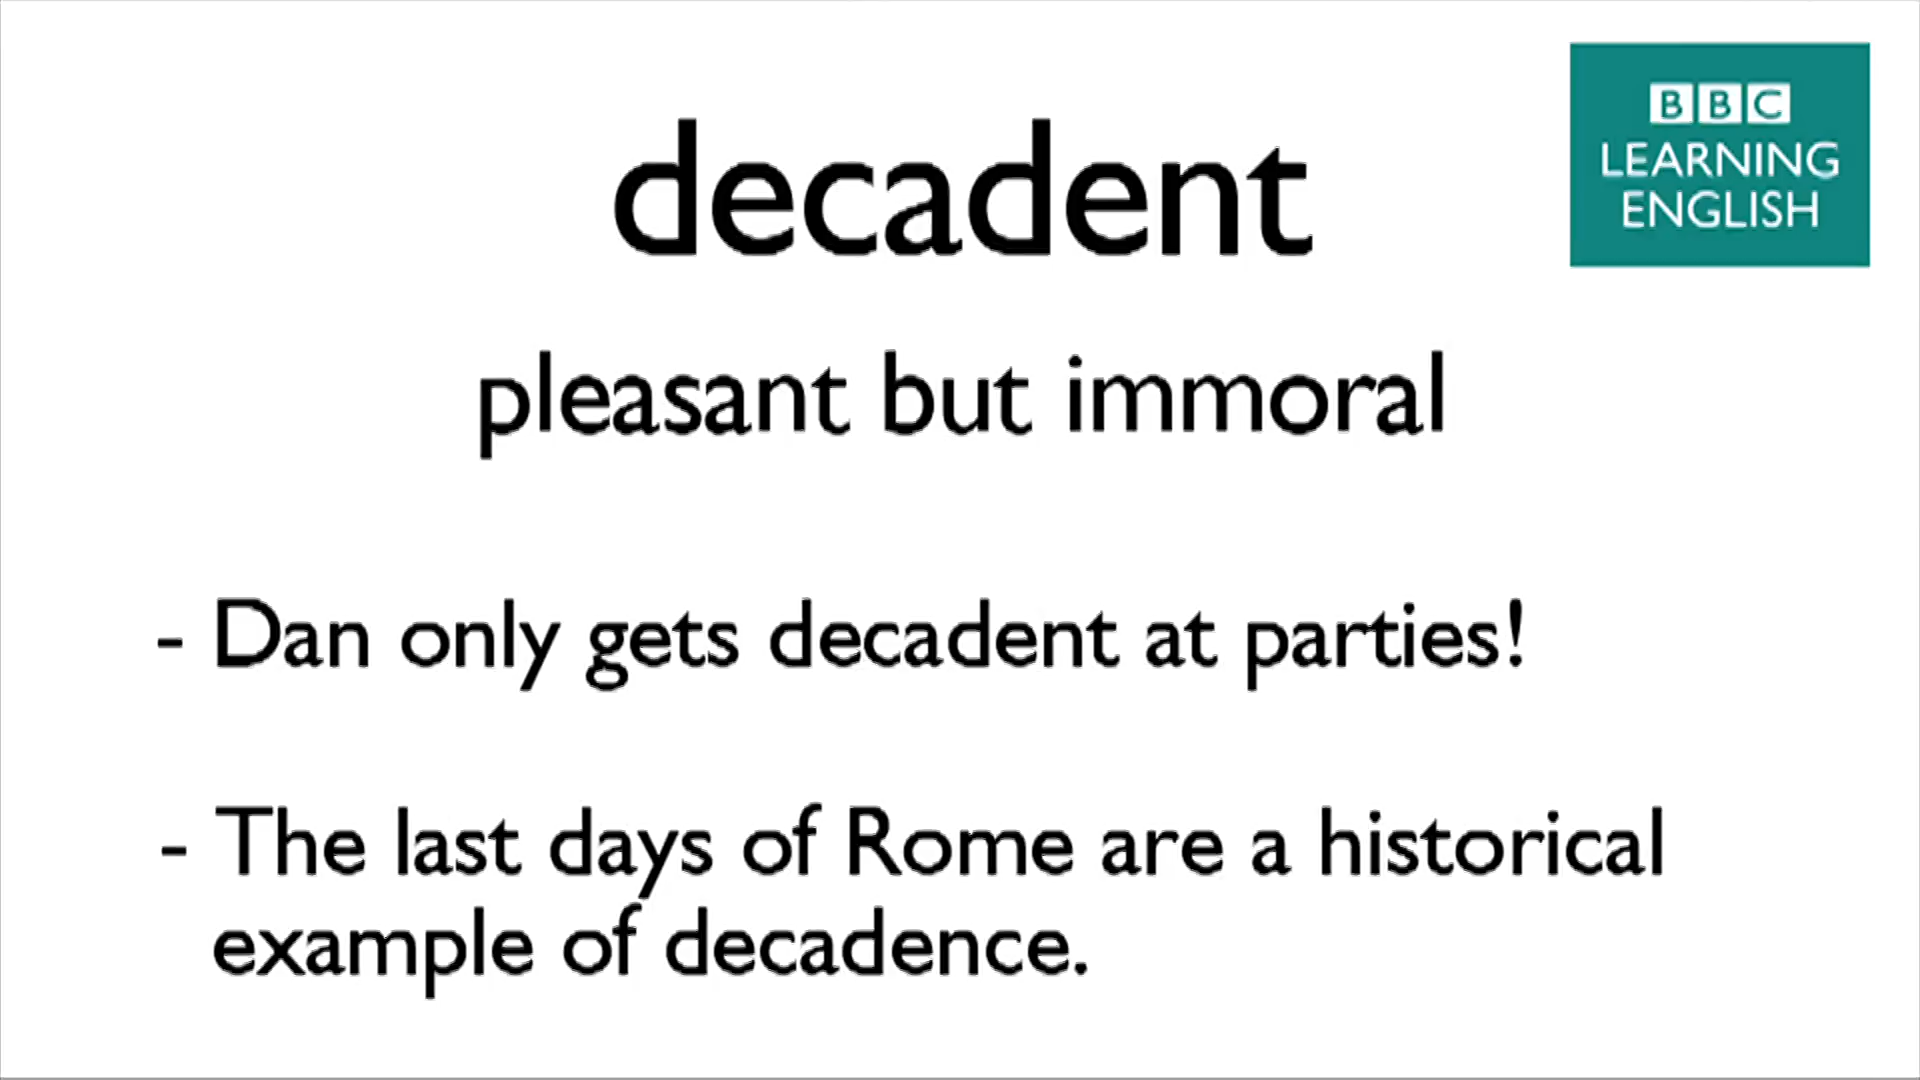 decadent
BBC
LEARNING
ENGLISH
pleasant but immoral
- Dan only gets decadent at parties!
- The last days of Rome are a historical
example of decadence.